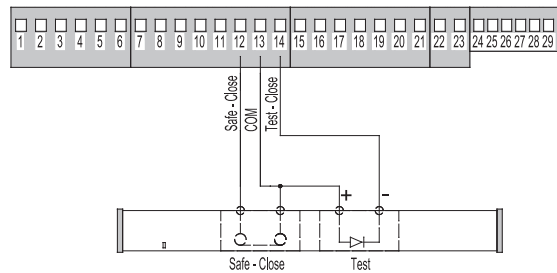 1 2 3 4 5 6 7 8 9 10 11 12 13 14 15 16 17 18 19 20 21 22 23 24 25 26 27 28 29
Safe - Close
COM
Test - Close
+ -
Safe - Close Test